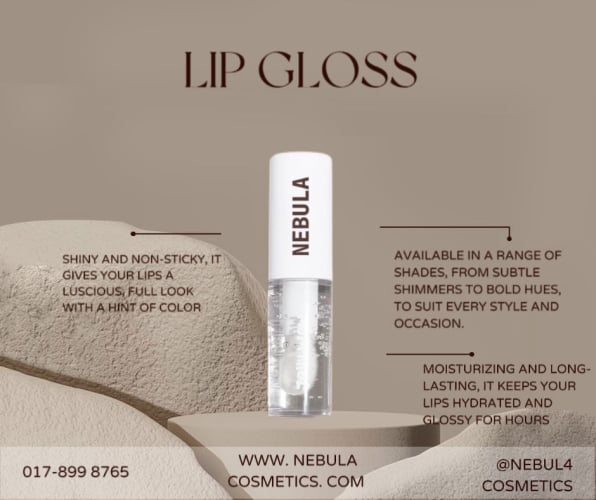 LIP GLOSS
NEBULA
SHINY AND NON-STICKY, IT
GIVES YOUR LIPS A
LUSCIOUS, FULL LOOK
WITH A HINT OF COLOR
AVAILABLE IN A RANGE OF
SHADES, FROM SUBTLE
SHIMMERS TO BOLD HUES,
TO SUIT EVERY STYLE AND
OCCASION.
MOISTURIZING AND LONG-
LASTING, IT KEEPS YOUR
LIPS HYDRATED AND
GLOSSY FOR HOURS
017-899 8765
WWW. NEBULA
COSMETICS. COM
@NEBUL4
COSMETICS